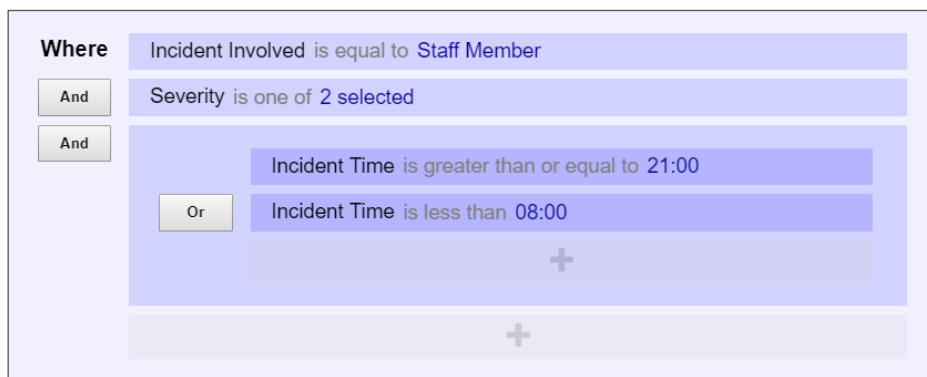 Where Incident Involved is equal to Staff Member
And Severity is one of 2 selected
And
Incident Time is greater than or equal to 21:00
Or Incident Time is less than 08:00